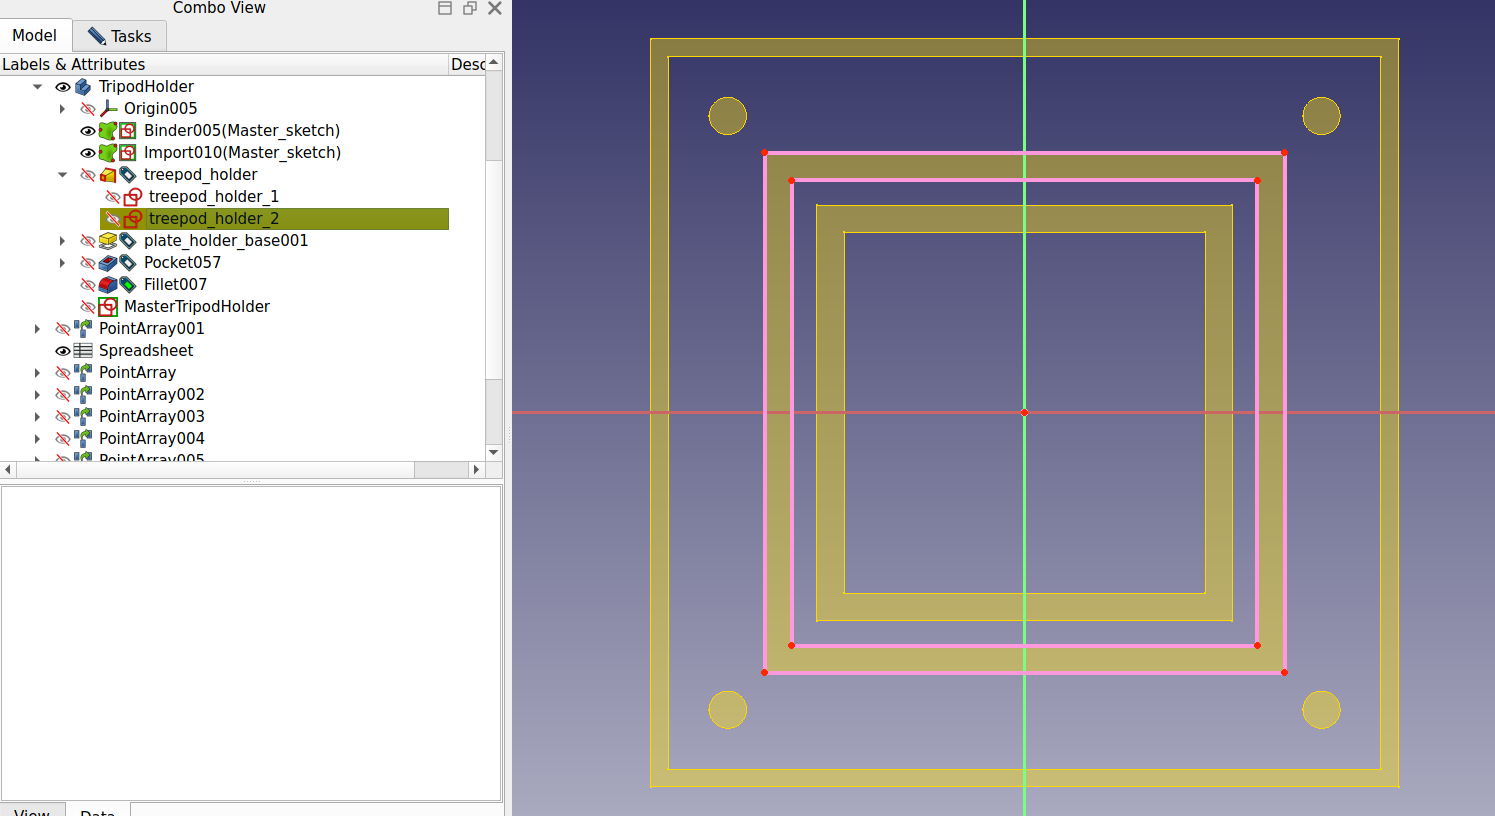 Combo View
Model Tasks
Labels & Attributes Desc
TripodHolder
Origin005
Binder005(Master_sketch)
Import010(Master_sketch)
treepod_holder
treepod_holder_1
treepod_holder_2
plate_holder_base001
Pocket057
Fillet007
MasterTripodHolder
PointArray001
Spreadsheet
PointArray
PointArray002
PointArray003
PointArray004
PointArray005
View Data